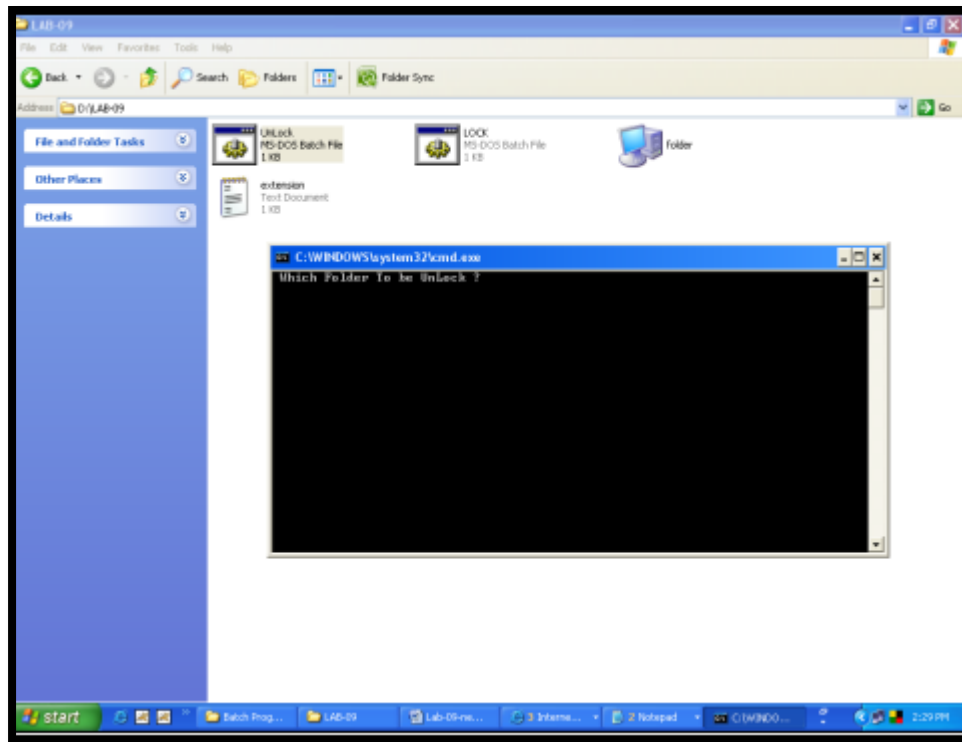 LAB-09
File Edit View Favorites Tools Help
Back Search Folders Folder Sync
Address D:\LAB-09 Go
File and Folder Tasks
Other Places
Details
UnLock
MS-DOS Batch File
1 KB
LOCK
MS-DOS Batch File
1 KB
folder
extension
Text Document
1 KB
C:\WINDOWS\system32\cmd.exe
Which Folder To be UnLock ?
start Batch Prog... LAB-09 Lab-09-ne... 3 Interne... 2 Notepad C:\WINDO... 2:29 PM